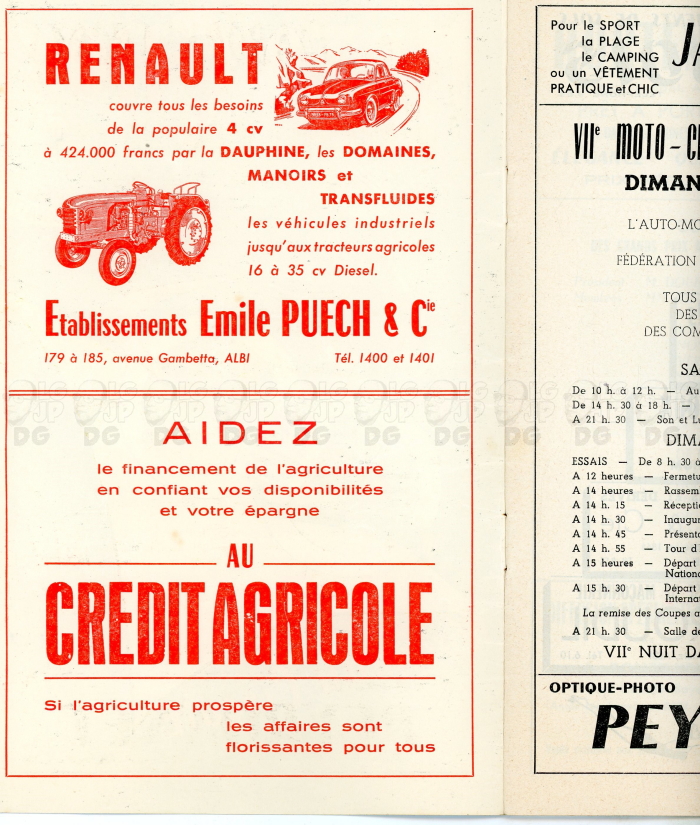 RENAULT
couvre tous les besoins
de la populaire 4 cv
à 424.000 francs par la DAUPHINE, les DOMAINES,
MANOIRS et
TRANSFLUIDES
les véhicules industriels
jusqu'aux tracteurs agricoles
16 à 35 cv Diesel.
Etablissements Emile PUECH & Cie
179 à 185, avenue Gambetta, ALBI Tél. 1400 et 1401
AIDEZ
le financement de l'agriculture
en confiant vos disponibilités
et votre épargne
AU
CREDIT AGRICOLE
Si l'agriculture prospère
les affaires sont
florissantes pour tous
Pour le SPORT
la PLAGE
le CAMPING
ou un VÊTEMENT
PRATIQUE et CHIC
JA
VIIe MOTO-C
DIMAN
L'AUTO-MO
FÉDÉRATION
TOUS
DES
DES COM
SA
De 10 h. à 12 h. — Au
De 14 h. 30 à 18 h. —
A 21 h. 30 — Son et Lu
DIMA
ESSAIS — De 8 h. 30 à
A 12 heures — Fermetu
A 14 heures — Rassem
A 14 h. 15 — Réceptio
A 14 h. 30 — Inaugur
A 14 h. 45 — Présenta
A 14 h. 55 — Tour d
A 15 heures — Départ
Nationa
A 15 h. 30 — Départ
Internat
La remise des Coupes a
A 21 h. 30 — Salle de
VIIe NUIT DA
OPTIQUE-PHOTO
PEY